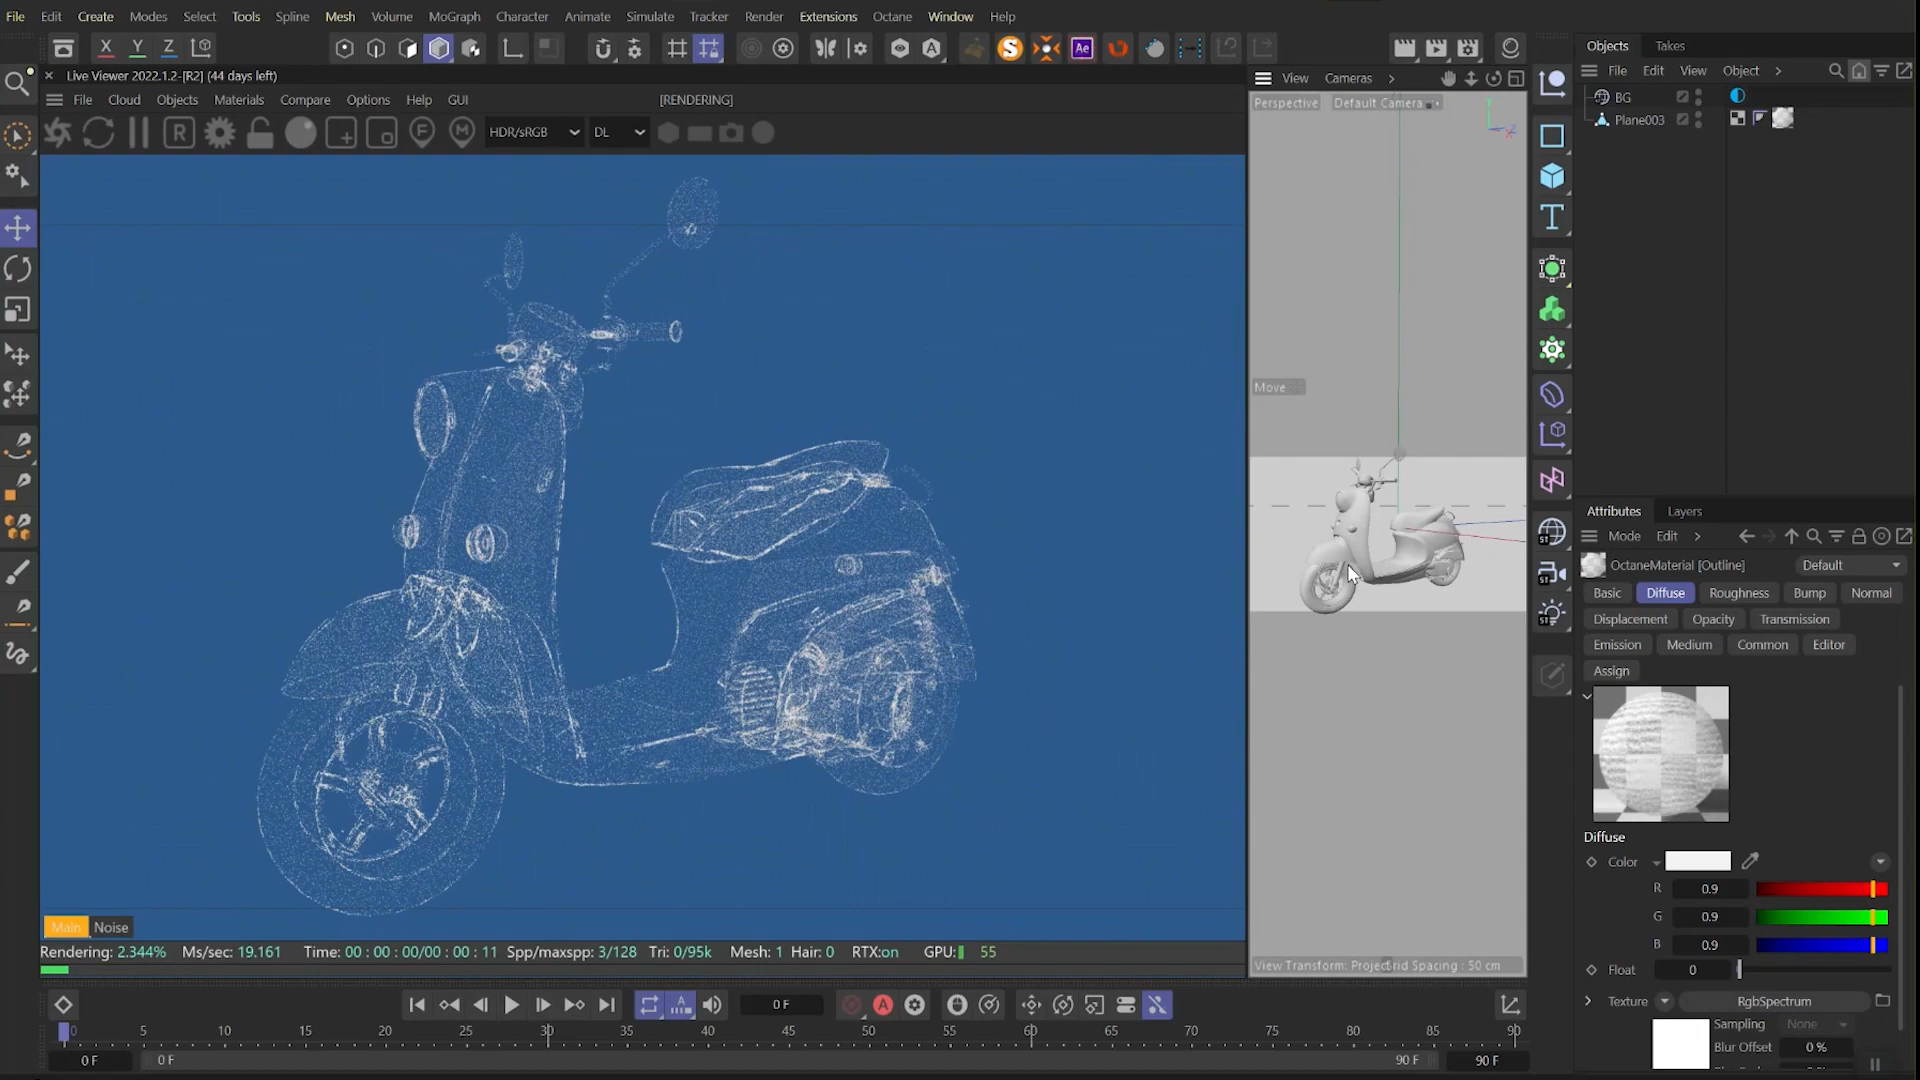 File Edit Create Modes Select Tools Spline Mesh Volume MoGraph Character Animate Simulate Tracker Render Extensions Octane Window Help
X Y Z
S Ae
Live Viewer 2022.1.2-[R2] (44 days left)
File Cloud Objects Materials Compare Options Help GUI [RENDERING]
R F M HDR/sRGB DL
Main Noise
Rendering: 2.344% Ms/sec: 19.161 Time: 00 : 00 : 00/00 : 00 : 11 Spp/maxspp: 3/128 Tri: 0/95k Mesh: 1 Hair: 0 RTX:on GPU: 55
View Cameras
Perspective Default Camera
Move
Grid Spacing : 50 cm
Objects Takes
File Edit View Object
BG
Plane003
Attributes Layers
Mode Edit
OctaneMaterial [Outline] Default
Basic Diffuse Roughness Bump Normal
Displacement Opacity Transmission
Emission Medium Common Editor
Assign
Diffuse
Color
R 0.9
G 0.9
B 0.9
Float 0
Texture RgbSpectrum
Sampling None
Blur Offset 0 %
0 F
0 5 10 15 20 25 30 35 40 45 50 55 60 65 70 75 80 85 90
0 F 0 F 90 F 90 F